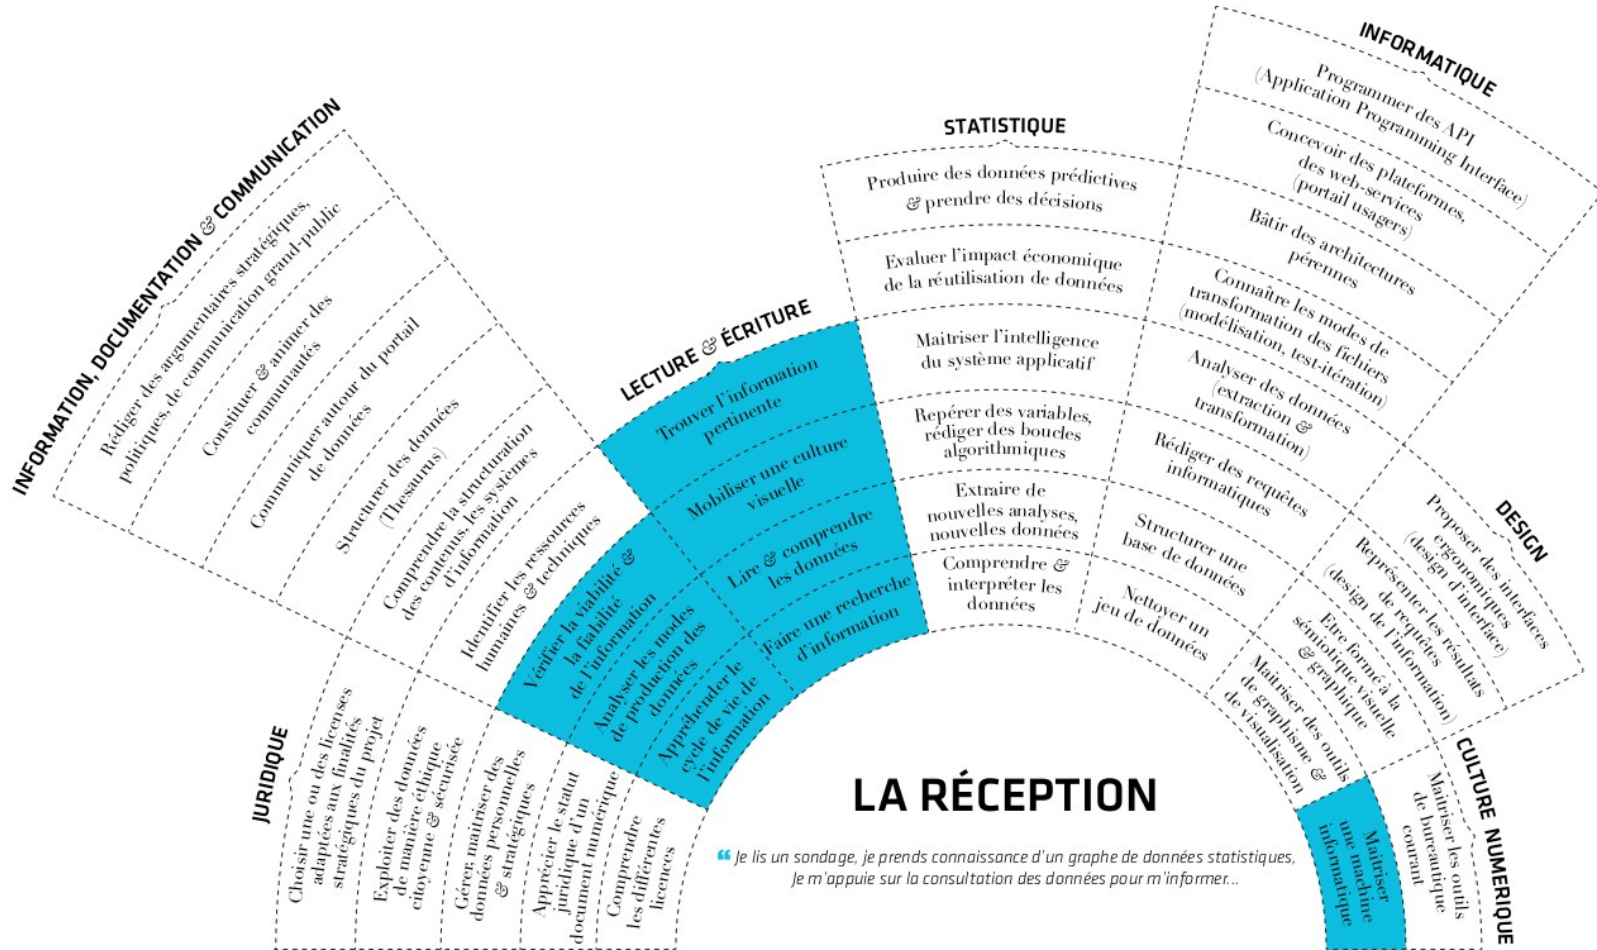 INFORMATION, DOCUMENTATION & COMMUNICATION
Rédiger des argumentaires stratégiques,
politiques, de communication grand-public
Constituer & animer des
communautés
Communiquer autour du portail
de données
Structurer des données
(Thesaurus)
Comprendre la structuration
des contenus, les systèmes
d'information
Identifier les ressources
humaines & techniques
JURIDIQUE
Choisir une ou des licenses
adaptées aux finalités
stratégiques du projet
Exploiter des données
de manière éthique
citoyenne & sécurisée
Gérer, maitriser des
données personnelles
& stratégiques
Apprécier le statut
juridique d'un
document numérique
Comprendre
les différentes
licences
LECTURE & ÉCRITURE
Trouver l'information
pertinente
Mobiliser une culture
visuelle
Lire & comprendre
les données
Faire une recherche
d'information
Vérifier la viabilité &
la fiabilité
de l'information
Analyser les modes
de production des
données
Appréhender le
cycle de vie de
l'information
STATISTIQUE
Produire des données prédictives
& prendre des décisions
Evaluer l'impact économique
de la réutilisation de données
Maitriser l'intelligence
du système applicatif
Repérer des variables,
rédiger des boucles
algorithmiques
Extraire de
nouvelles analyses,
nouvelles données
Comprendre &
interpréter les
données
INFORMATIQUE
Programmer des API
(Application Programming Interface)
Concevoir des plateformes,
des web-services
(portail usagers)
Bâtir des architectures
pérennes
Connaître les modes de
transformation des fichiers
(modélisation, test-itération)
Analyser des données
(extraction &
transformation)
Rédiger des requêtes
informatiques
Structurer une
base de données
Nettoyer un
jeu de données
DESIGN
Proposer des interfaces
ergonomiques
(design d'interface)
Représenter les résultats
de requêtes
(design de l'information)
Etre formé à la
sémiotique visuelle
& graphique
Maitriser des outils
de graphisme &
de visualisation
CULTURE NUMERIQUE
Maitriser les outils
de bureautique
courant
Maitriser
une machine
informatique
LA RÉCEPTION
“ Je lis un sondage, je prends connaissance d'un graphe de données statistiques,
Je m'appuie sur la consultation des données pour m'informer...